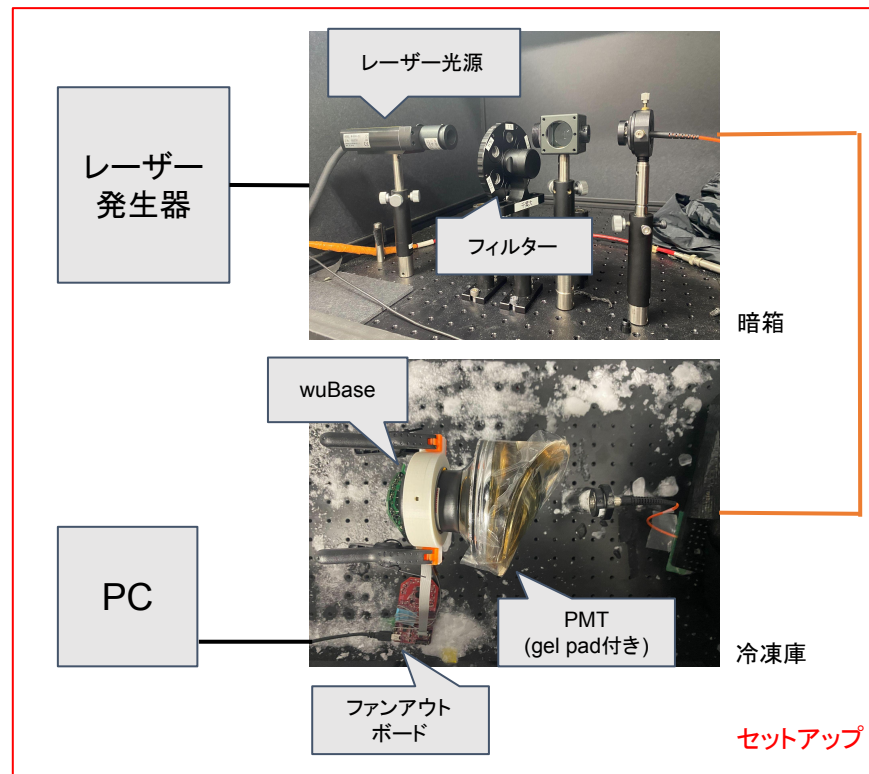 レーザー光源
レーザー
発生器
フィルター
暗箱
wuBase
PC
PMT
(gel pad付き)
冷凍庫
ファンアウト
ボード
セットアップ